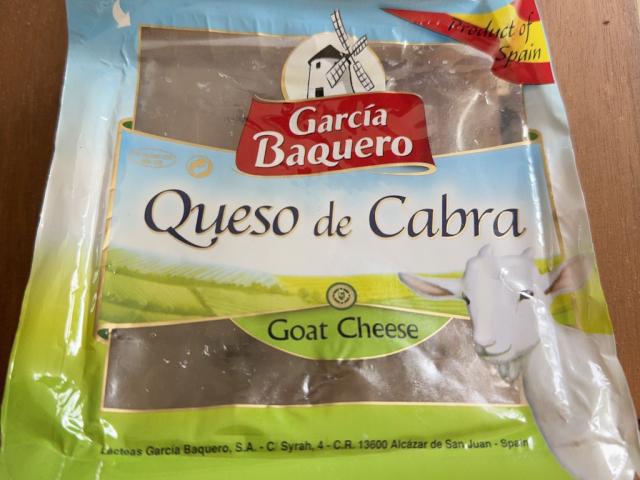 Product of
Spain
García
Baquero
Queso de Cabra
Goat Cheese
Lácteas García Baquero, S.A. - C/ Syrah, 4 - C.R. 13600 Alcázar de San Juan - Spain